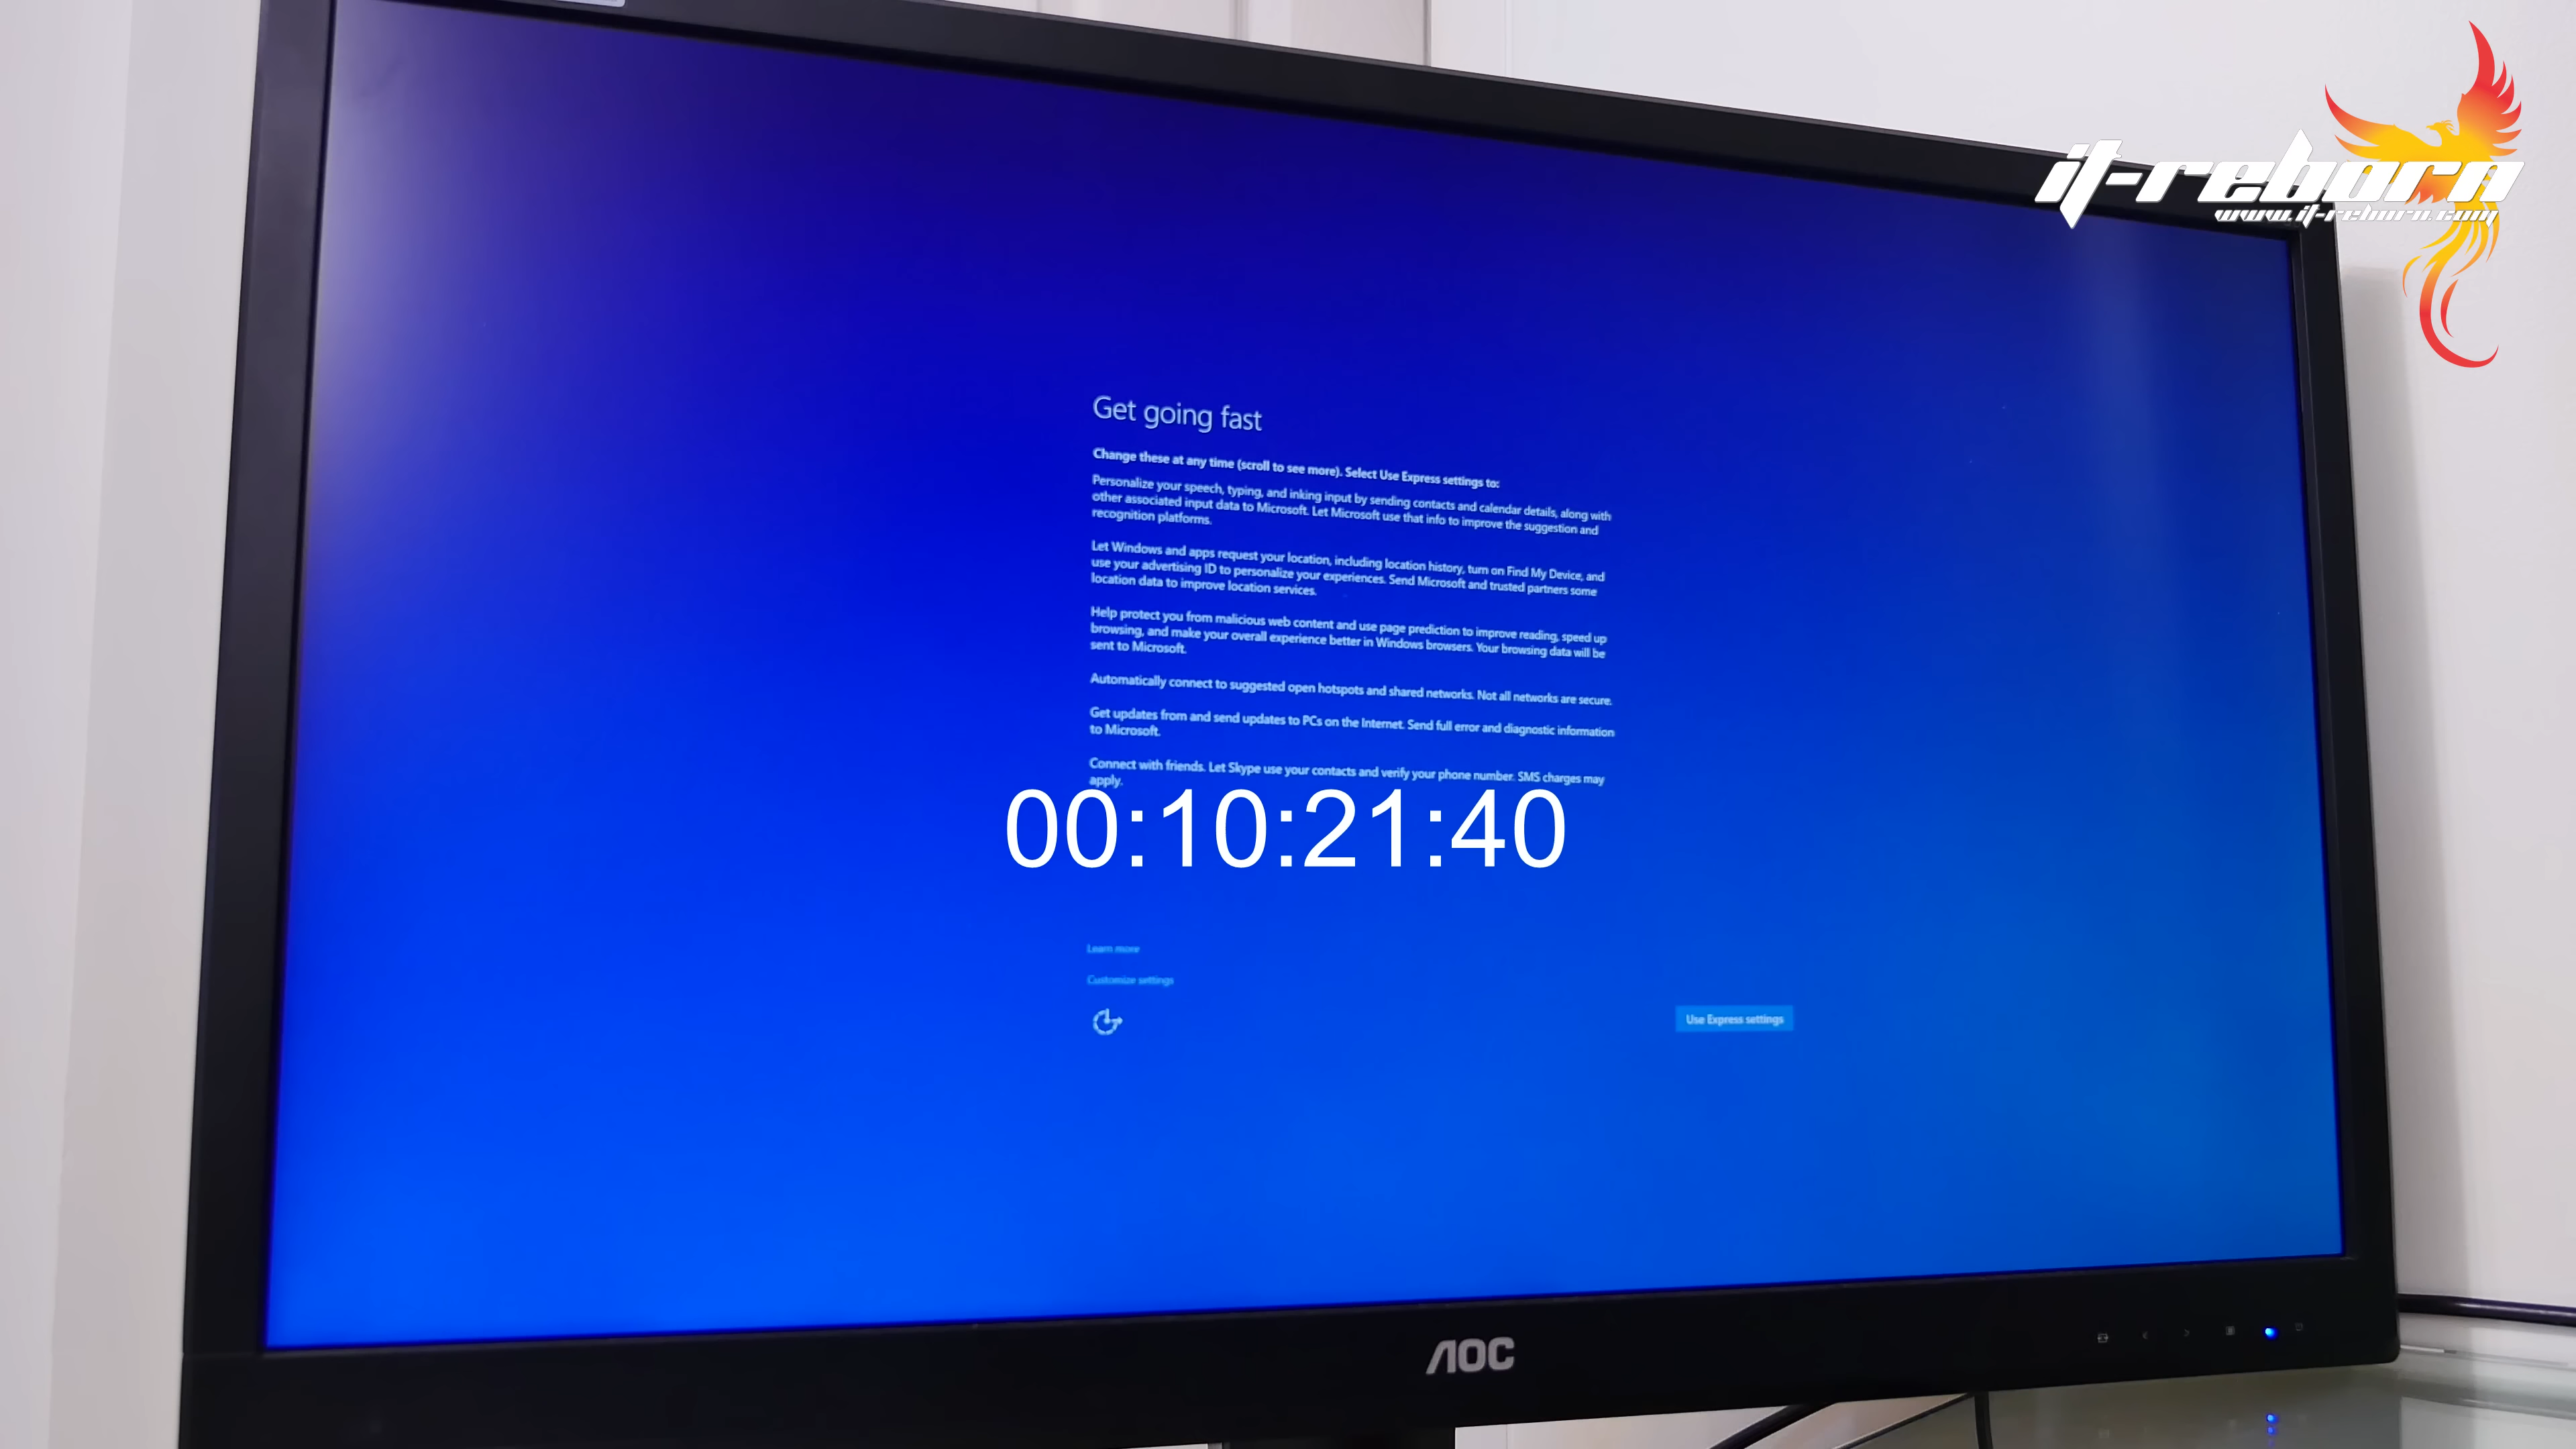 it-reborn
www.it-reborn.com
Get going fast
Change these at any time (scroll to see more). Select Use Express settings to:
Personalize your speech, typing, and inking input by sending contacts and calendar details, along with
other associated input data to Microsoft. Let Microsoft use that info to improve the suggestion and
recognition platforms.
Let Windows and apps request your location, including location history, turn on Find My Device, and
use your advertising ID to personalize your experiences. Send Microsoft and trusted partners some
location data to improve location services.
Help protect you from malicious web content and use page prediction to improve reading, speed up
browsing, and make your overall experience better in Windows browsers. Your browsing data will be
sent to Microsoft.
Automatically connect to suggested open hotspots and shared networks. Not all networks are secure.
Get updates from and send updates to PCs on the Internet. Send full error and diagnostic information
to Microsoft.
Connect with friends. Let Skype use your contacts and verify your phone number. SMS charges may
apply.
00:10:21:40
Learn more
Customize settings
Use Express settings
AOC